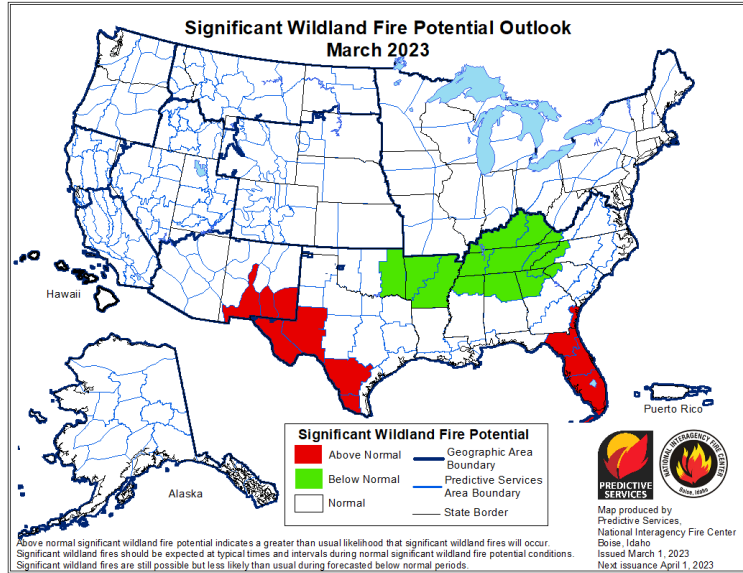 Significant Wildland Fire Potential Outlook
March 2023
Hawaii
Alaska
Puerto Rico
Significant Wildland Fire Potential
Above Normal
Below Normal
Normal
Geographic Area
Boundary
Predictive Services
Area Boundary
State Border
PREDICTIVE
SERVICES
NATIONAL INTERAGENCY FIRE CENTER
Boise, Idaho
Map produced by
Predictive Services,
National Interagency Fire Center
Boise, Idaho
Issued March 1, 2023
Next issuance April 1, 2023
Above normal significant wildland fire potential indicates a greater than usual likelihood that significant wildland fires will occur.
Significant wildland fires should be expected at typical times and intervals during normal significant wildland fire potential conditions.
Significant wildland fires are still possible but less likely than usual during forecasted below normal periods.